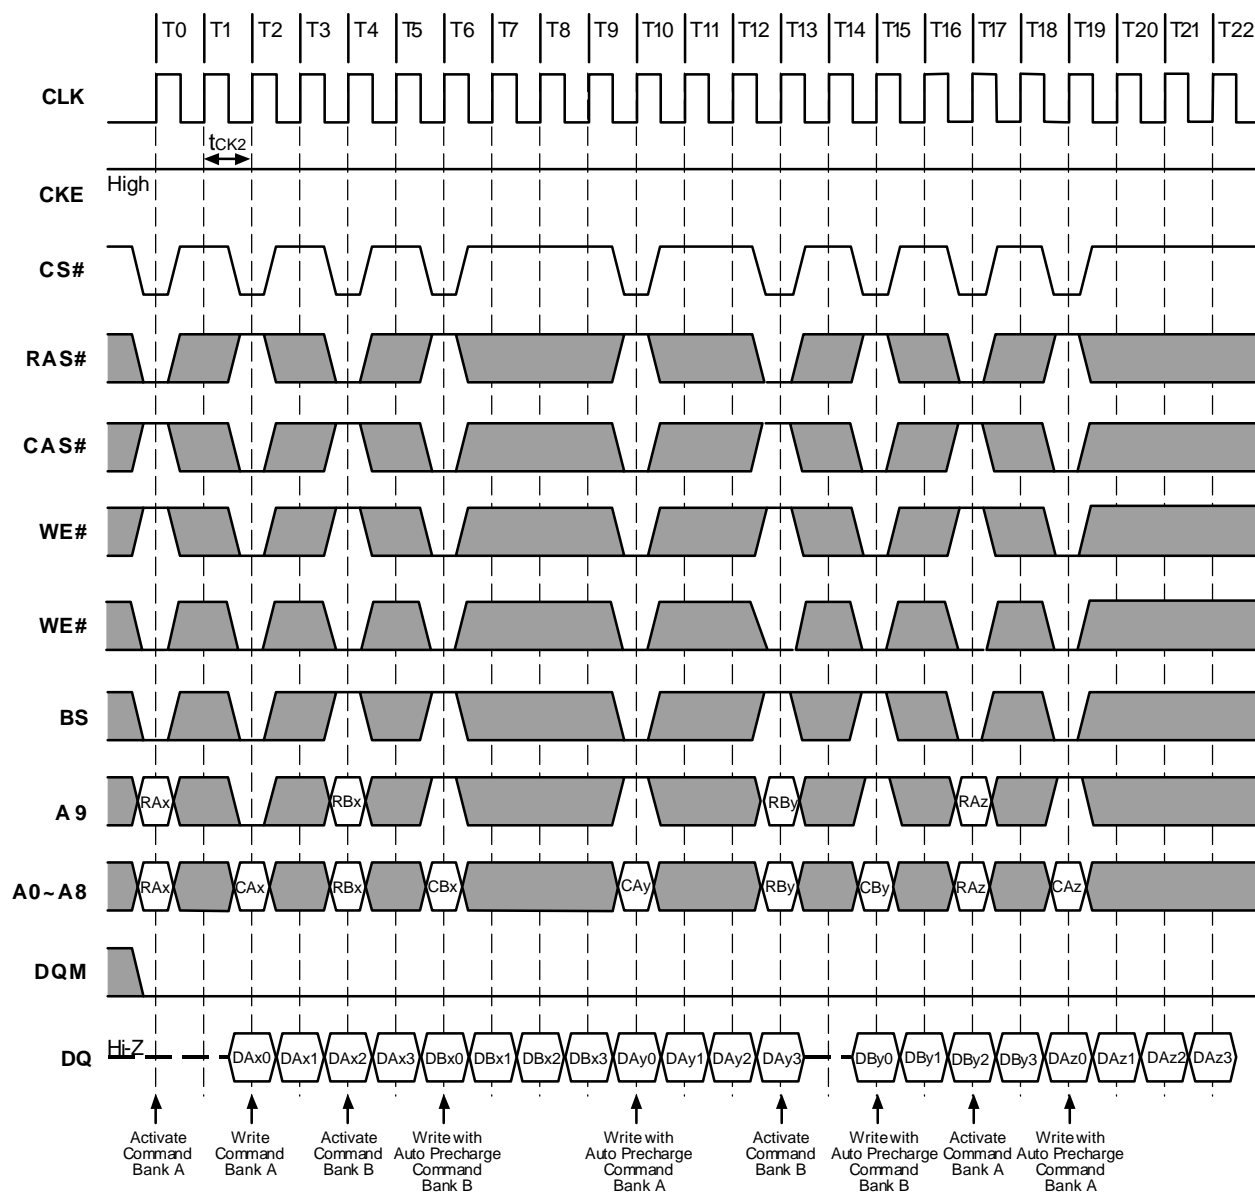 T0 T1 T2 T3 T4 T5 T6 T7 T8 T9 T10 T11 T12 T13 T14 T15 T16 T17 T18 T19 T20 T21 T22
CLK
tCK2
High
CKE
CS#
RAS#
CAS#
WE#
WE#
BS
A9 RAx RBx RBy RAz
A0~A8 RAx CAx RBx CBx CAy RBy CBy RAz CAz
DQM
DQ Hi-Z DAx0 DAx1 DAx2 DAx3 DBx0 DBx1 DBx2 DBx3 DAy0 DAy1 DAy2 DAy3 DBy0 DBy1 DBy2 DBy3 DAz0 DAz1 DAz2 DAz3
Activate
Command
Bank A
Write
Command
Bank A
Activate
Command
Bank B
Write with
Auto Precharge
Command
Bank B
Write with
Auto Precharge
Command
Bank A
Activate
Command
Bank B
Write with
Auto Precharge
Command
Bank B
Activate
Command
Bank A
Write with
Auto Precharge
Command
Bank A